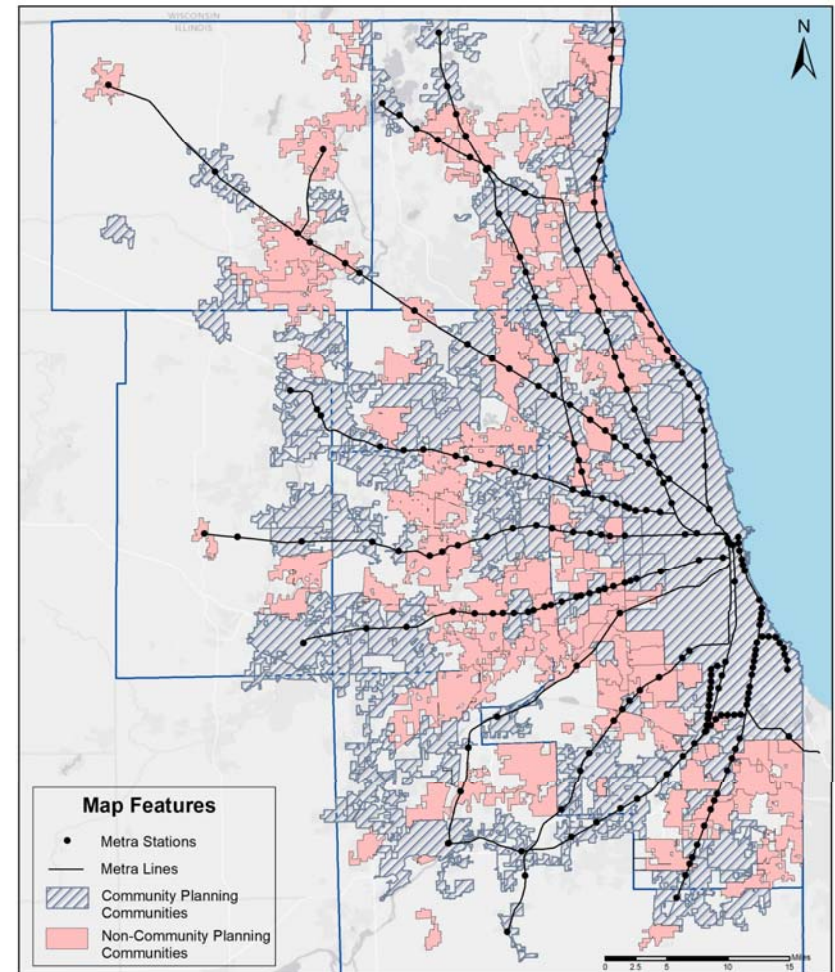 WISCONSIN
ILLINOIS
N
Map Features
Metra Stations
Metra Lines
Community Planning
Communities
Non-Community Planning
Communities
Miles
0 2.5 5 10 15